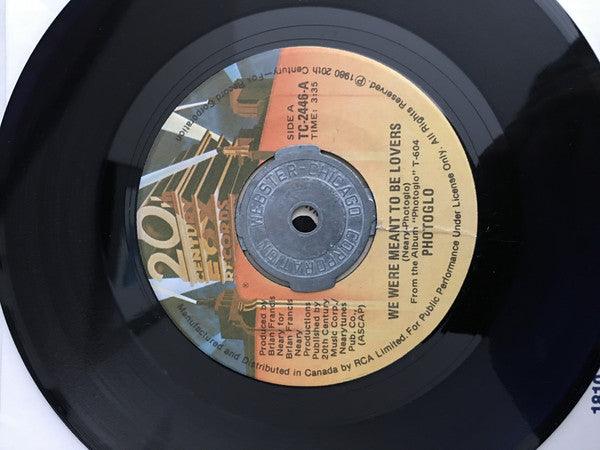 20TH
CENTURY
FOX
RECORDS
®
SIDE A
TC-2446-A
TIME: 3:35
WEBSTER-CHICAGO
CORPORATION
Produced by
Brian Francis
Neary for
Brian Francis
Neary
Productions
Published by
20th Century
Music Corp./
Nearytunes
Pub. Co.,
(ASCAP)
WE WERE MEANT TO BE LOVERS
(Neary-Photoglo)
From the Album "Photoglo" T-604
PHOTOGLO
Manufactured and Distributed in Canada by RCA Limited. For Public Performance Under License Only. All Rights Reserved. ℗ 1980 20th Century-Fox Record Corporation
1810